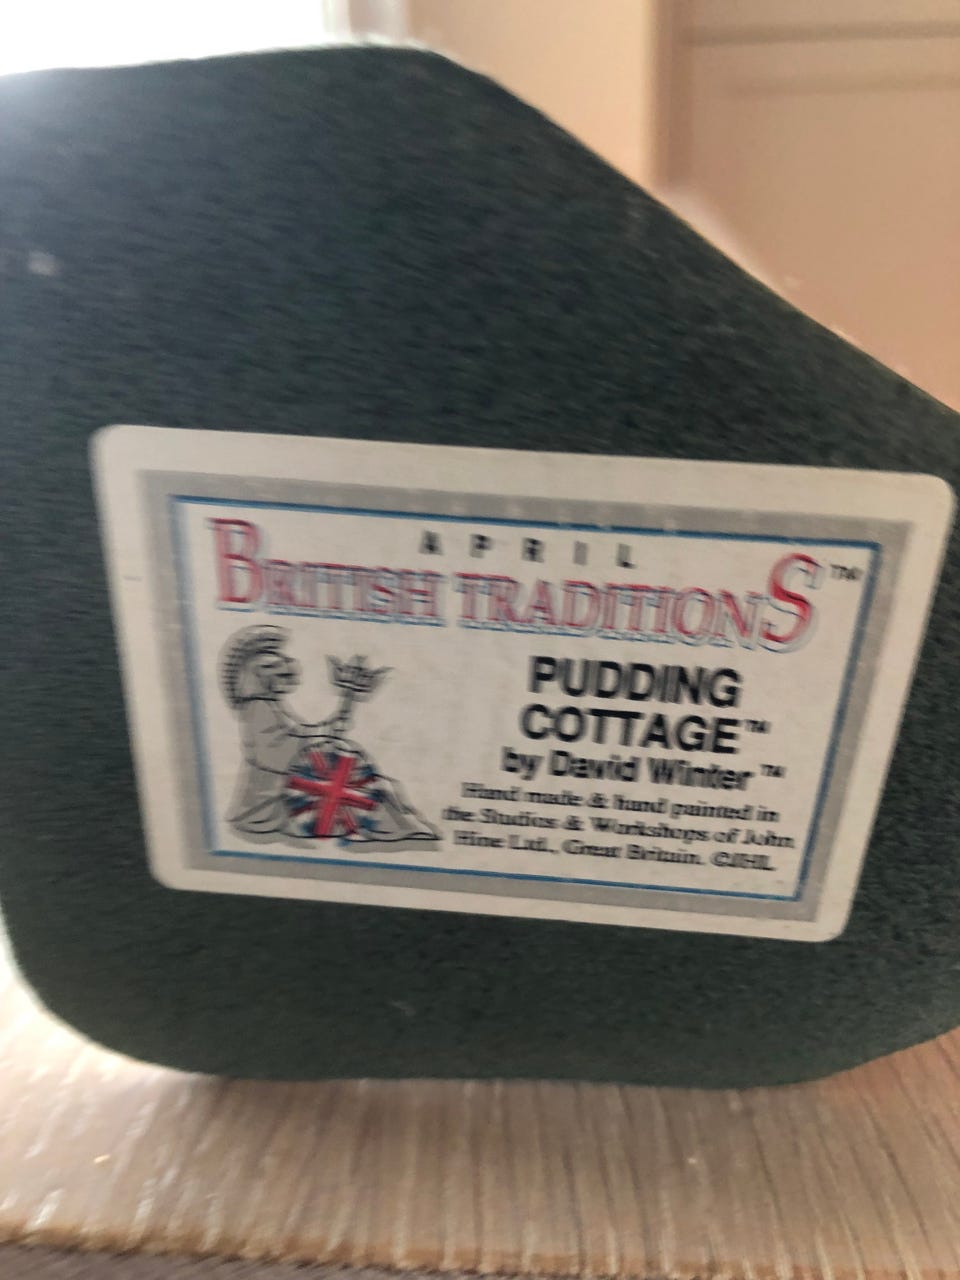 APRIL
BRITISH TRADITIONS™
PUDDING
COTTAGE™
by David Winter™
Hand made & hand painted in
the Studios & Workshops of John
Hine Ltd., Great Britain. ©JHL